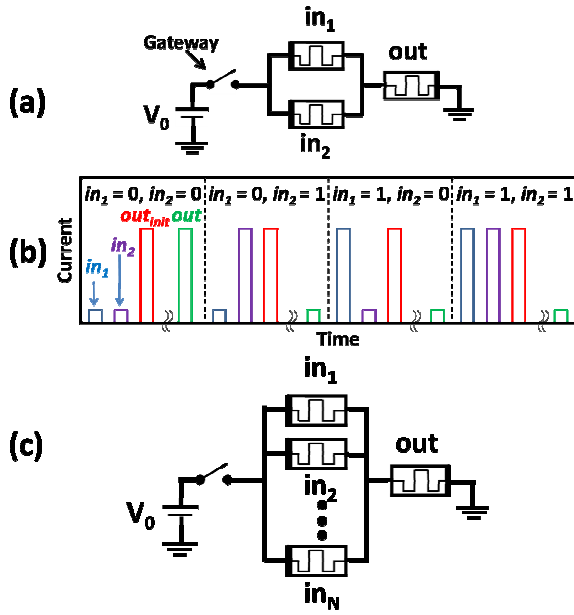 in1
Gateway
out
(a)
V0
in2
in1 = 0, in2 = 0
in1 = 0, in2 = 1
in1 = 1, in2 = 0
in1 = 1, in2 = 1
outinit
out
(b)
Current
in1
in2
Time
in1
(c)
in2
out
V0
inN